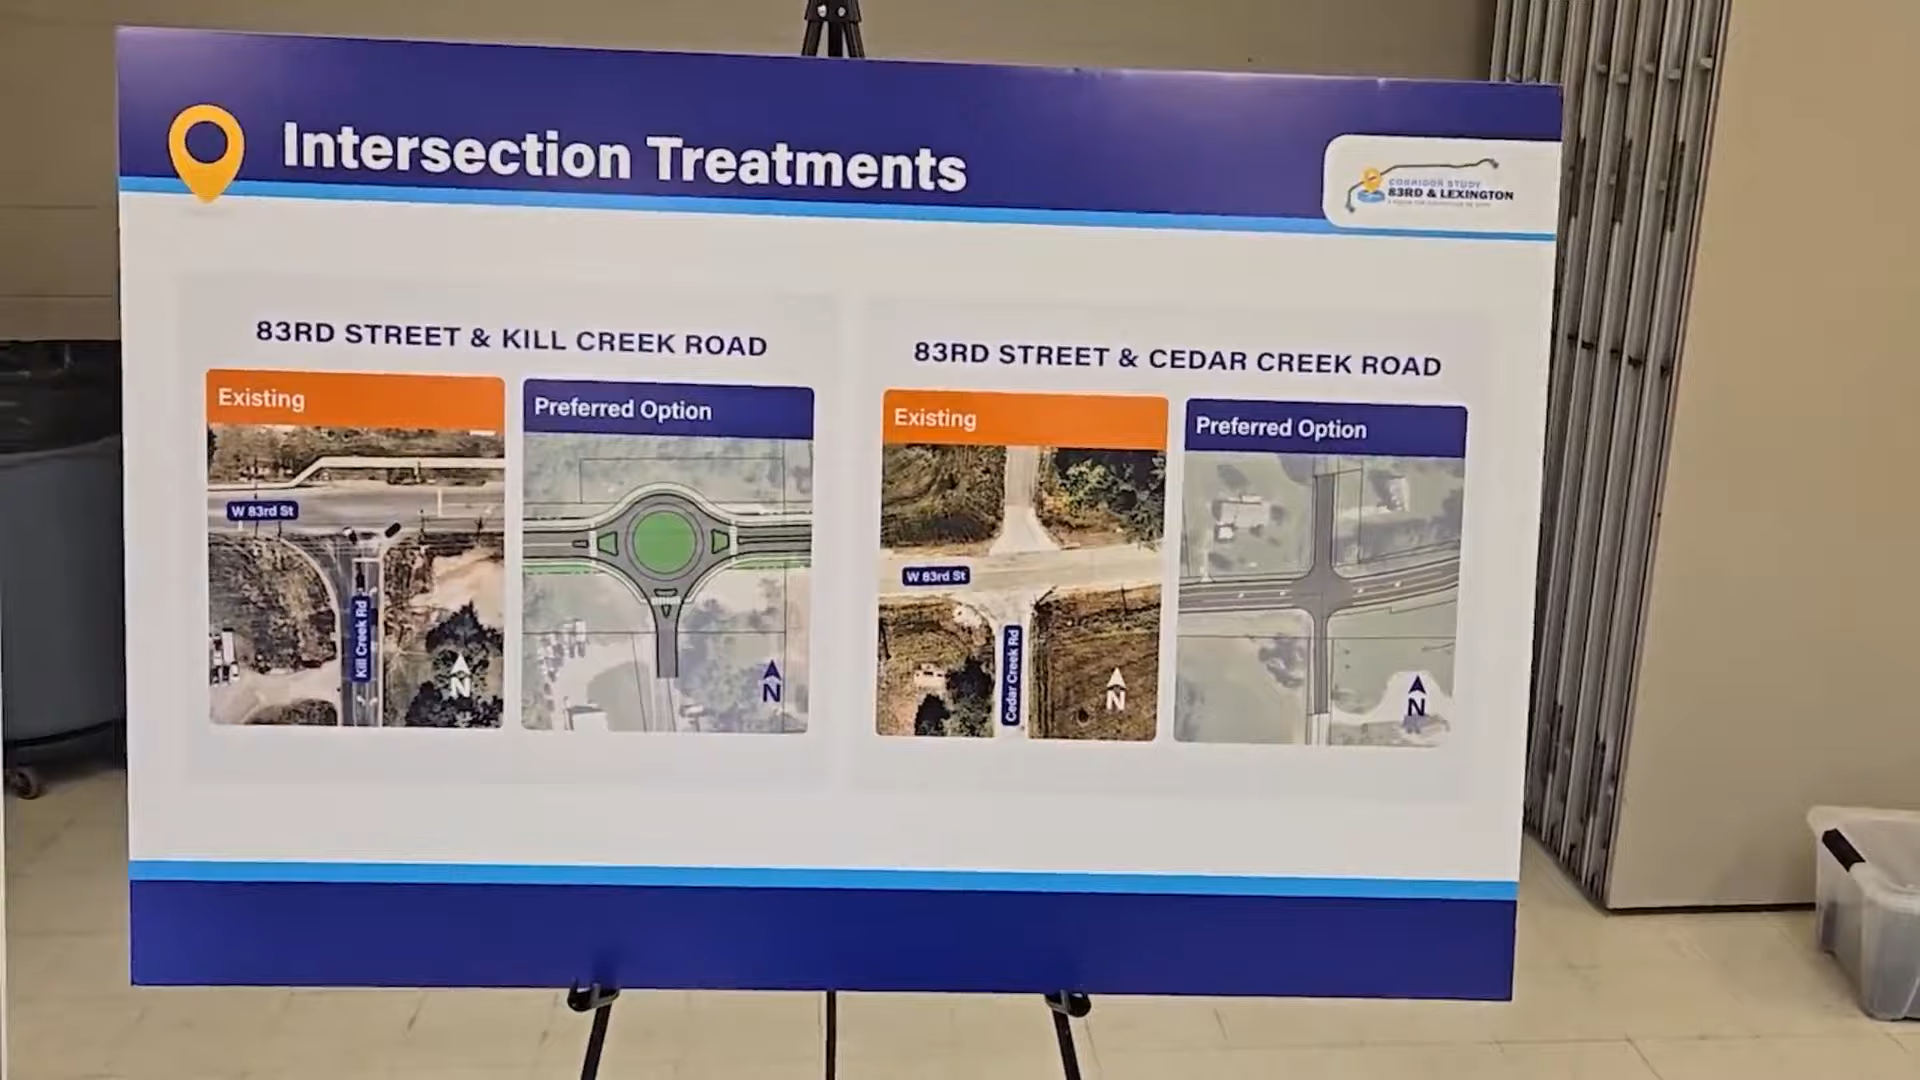 Intersection Treatments
CORRIDOR STUDY
83RD & LEXINGTON
83RD STREET & KILL CREEK ROAD
Existing
Preferred Option
W 83rd St
Kill Creek Rd
N
N
83RD STREET & CEDAR CREEK ROAD
Existing
Preferred Option
W 83rd St
Cedar Creek Rd
N
N